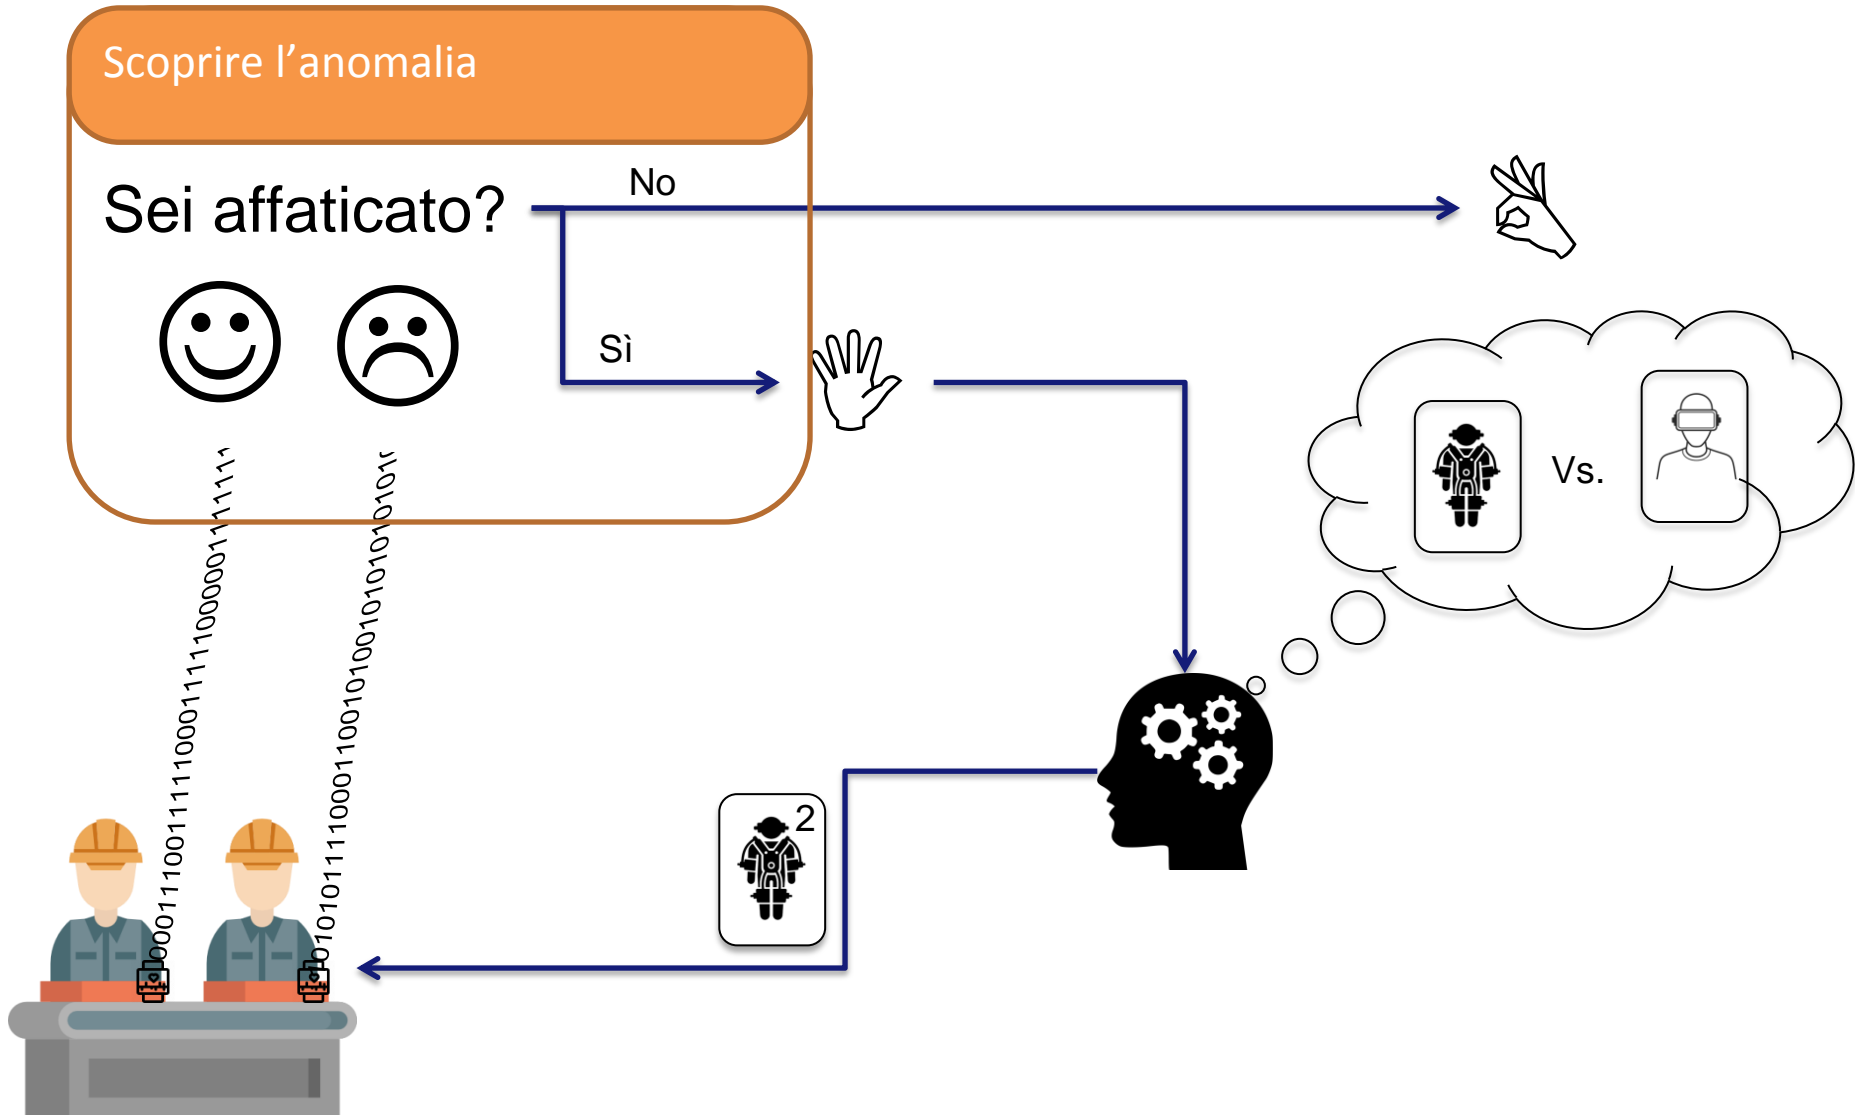 Scoprire l'anomalia
Sei affaticato?
No
Sì
Vs.
2